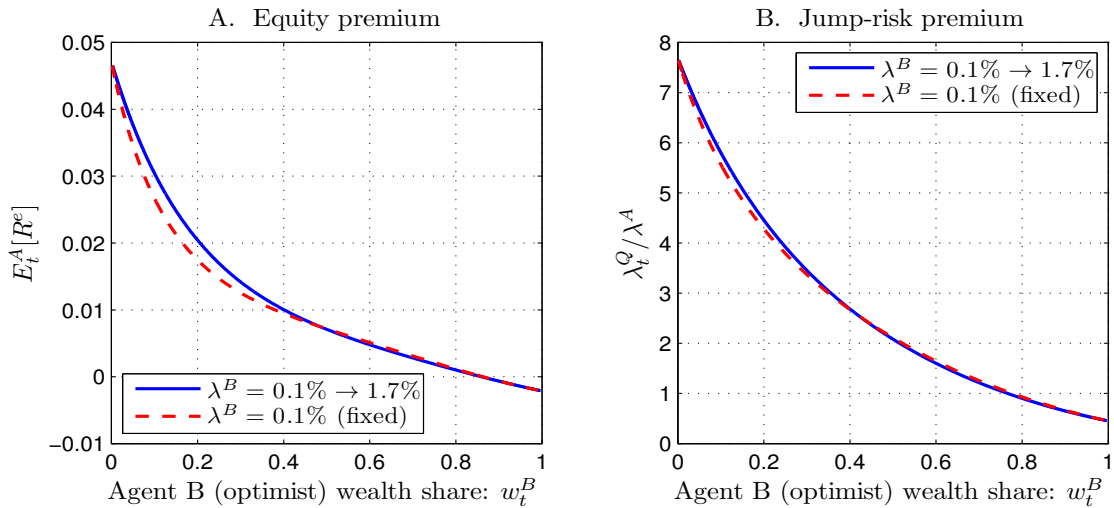 A. Equity premium
0.05
0.04
0.03
0.02
0.01
0
−0.01
E_t^A[R^e]
λ^B = 0.1% → 1.7%
λ^B = 0.1% (fixed)
0 0.2 0.4 0.6 0.8 1
Agent B (optimist) wealth share: w_t^B
B. Jump-risk premium
8
7
6
5
4
3
2
1
0
λ_t^Q/λ^A
λ^B = 0.1% → 1.7%
λ^B = 0.1% (fixed)
0 0.2 0.4 0.6 0.8 1
Agent B (optimist) wealth share: w_t^B